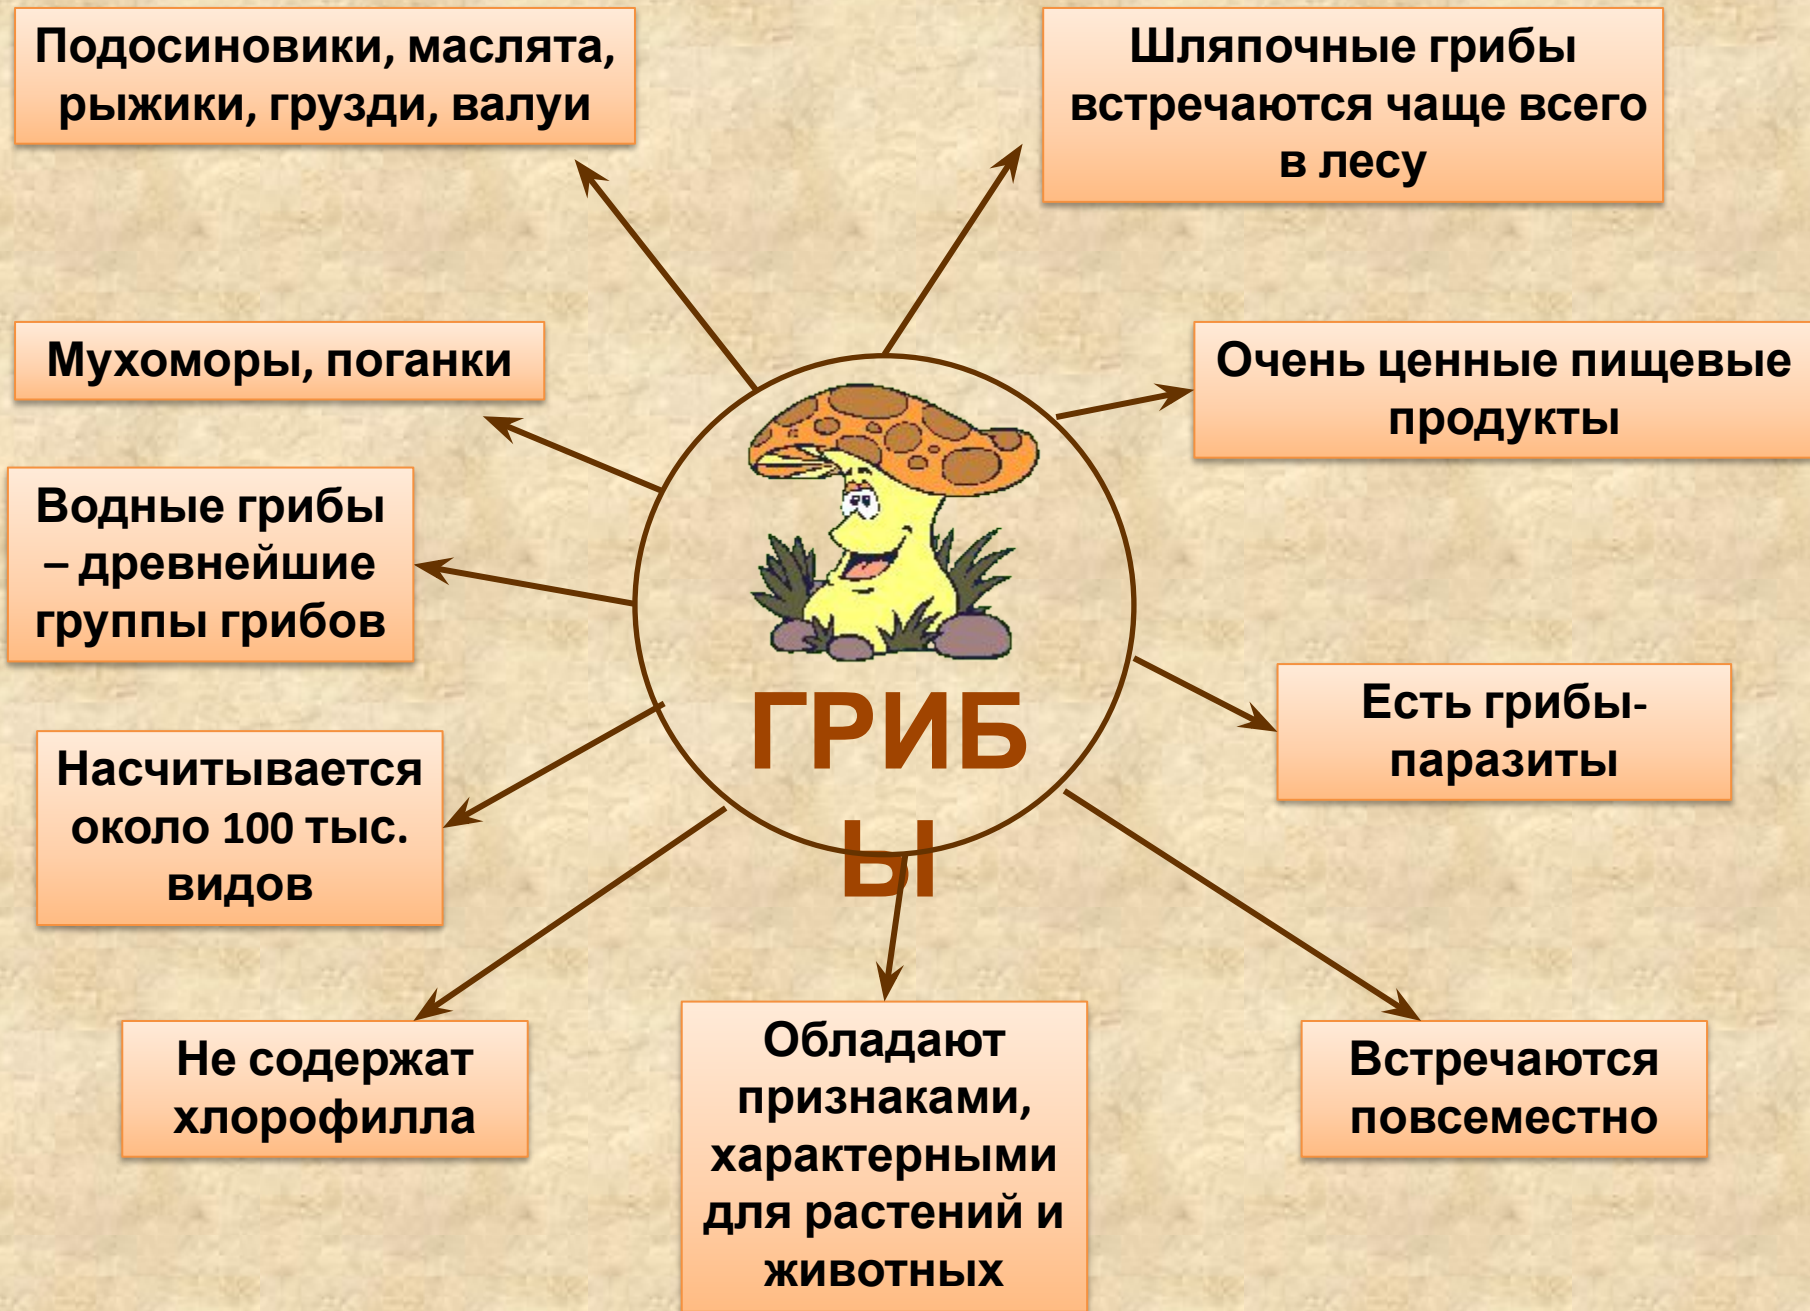 Подосиновики, маслята,
рыжики, грузди, валуи
Шляпочные грибы
встречаются чаще всего
в лесу
Мухоморы, поганки
Очень ценные пищевые
продукты
Водные грибы
– древнейшие
группы грибов
ГРИБ
Ы
Есть грибы-
паразиты
Насчитывается
около 100 тыс.
видов
Не содержат
хлорофилла
Обладают
признаками,
характерными
для растений и
животных
Встречаются
повсеместно